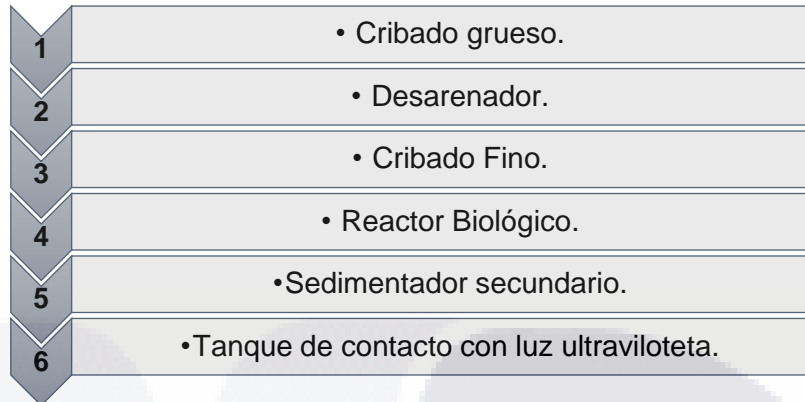 1
• Cribado grueso.
2
• Desarenador.
3
• Cribado Fino.
4
• Reactor Biológico.
5
•Sedimentador secundario.
6
•Tanque de contacto con luz ultraviloteta.